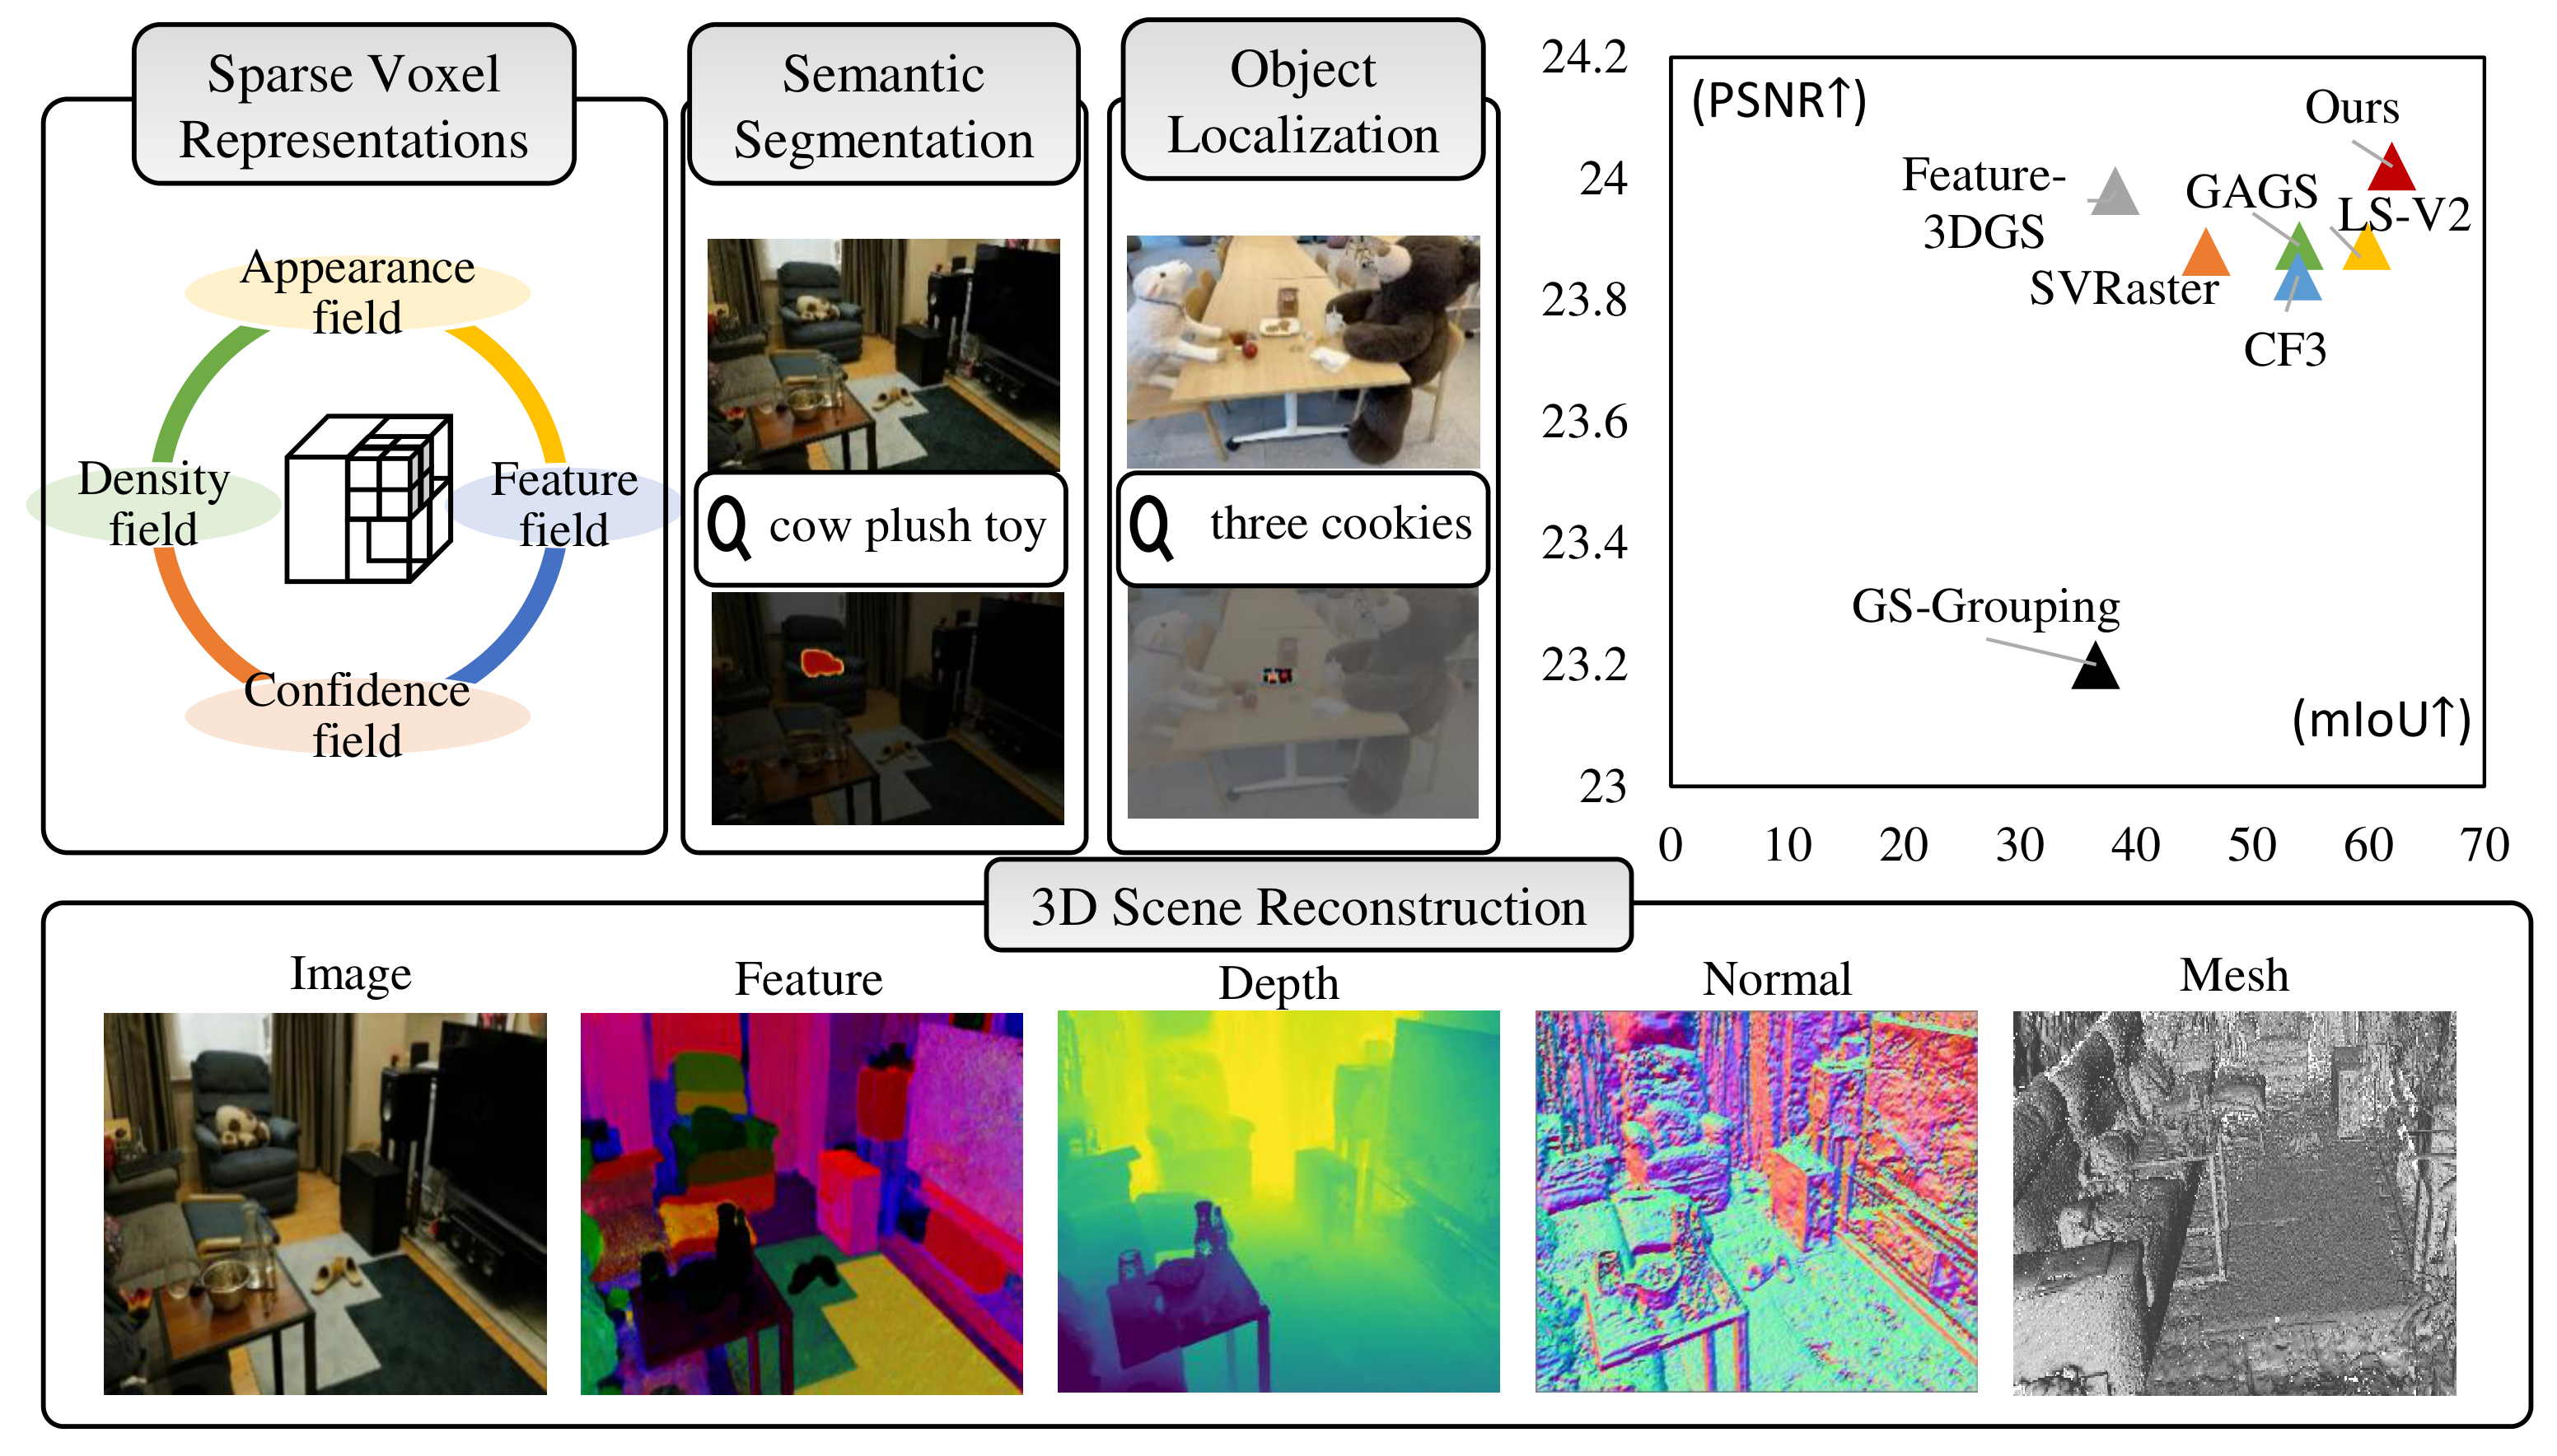 Sparse Voxel
Representations
Appearance
field
Density
field
Feature
field
Confidence
field
Semantic
Segmentation
cow plush toy
Object
Localization
three cookies
24.2
24
23.8
23.6
23.4
23.2
23
(PSNR↑)
Ours
Feature-
3DGS
GAGS
LS-V2
SVRaster
CF3
GS-Grouping
(mIoU↑)
0 10 20 30 40 50 60 70
3D Scene Reconstruction
Image
Feature
Depth
Normal
Mesh